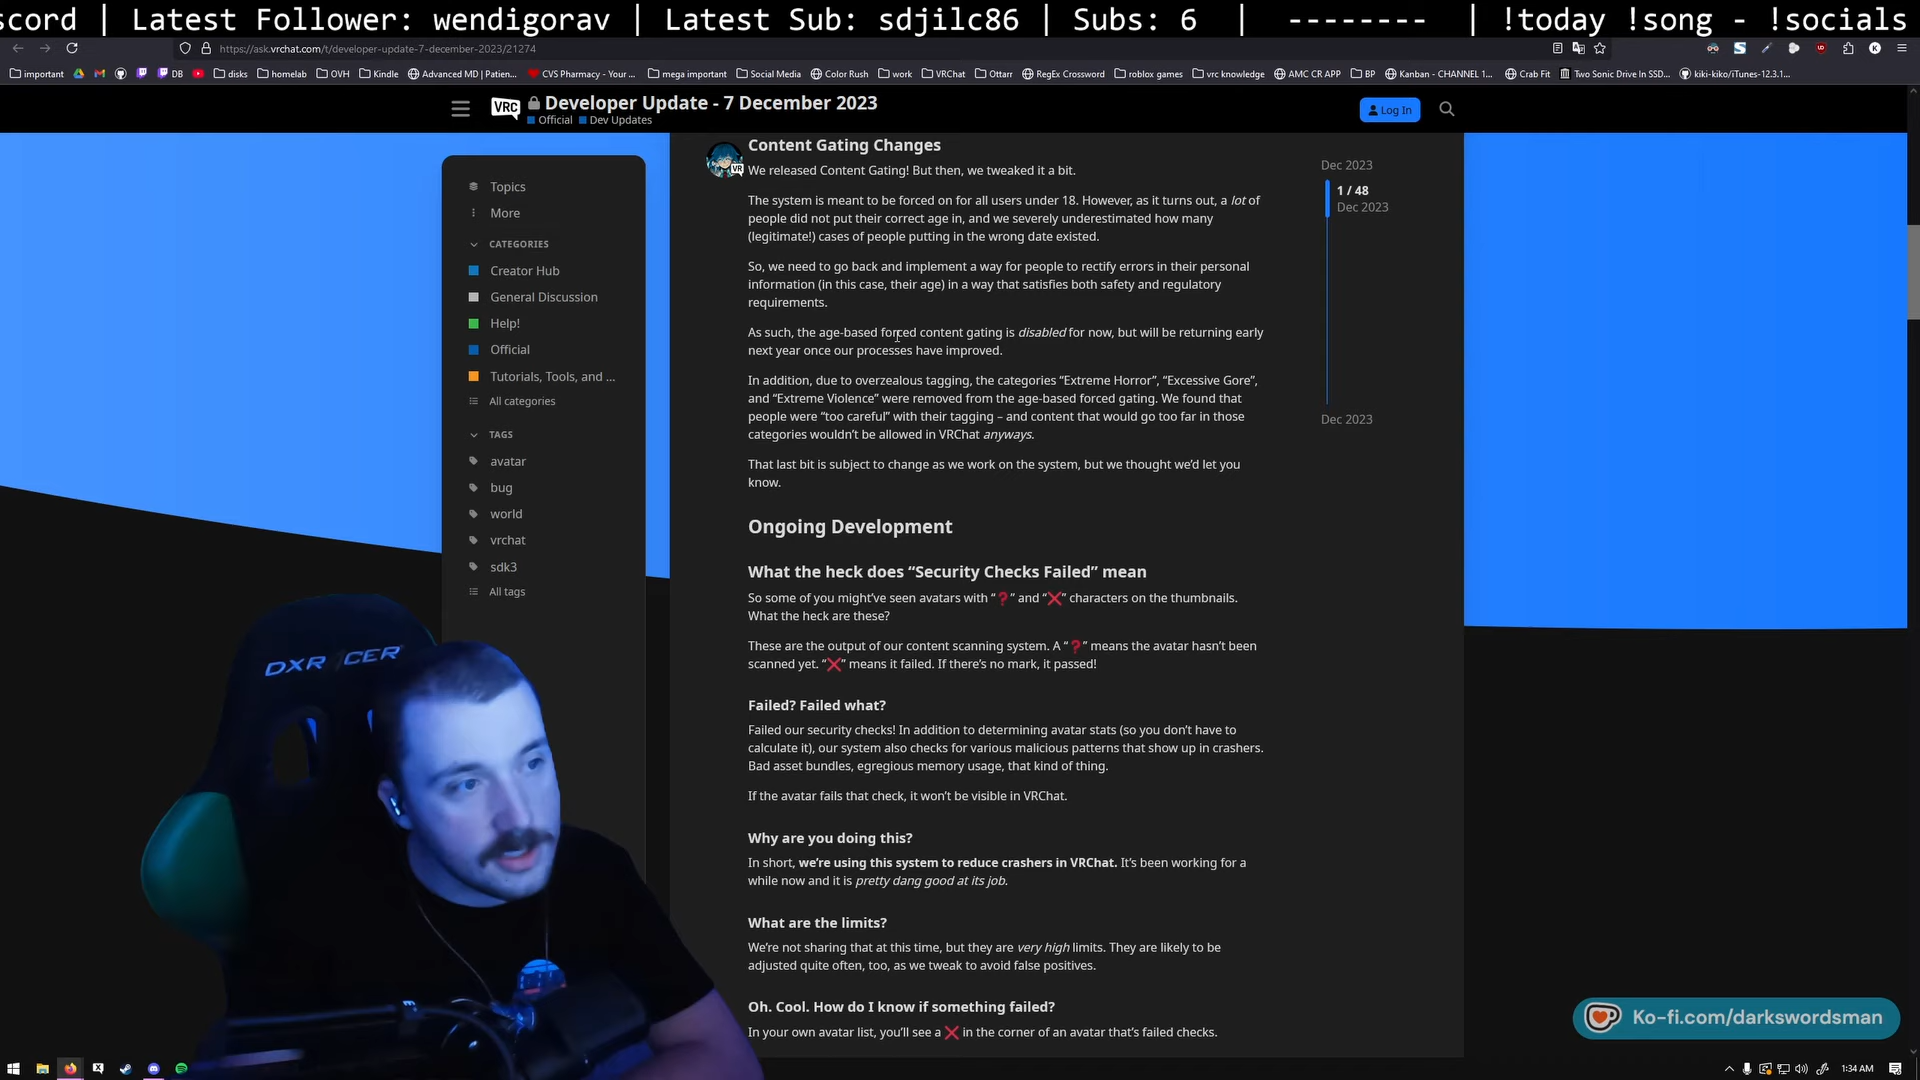 scord | Latest Follower: wendigorav | Latest Sub: sdjilc86 | Subs: 6 | -------- | !today !song - !socials
https://ask.vrchat.com/t/developer-update-7-december-2023/21274
important
DB
disks
homelab
OVH
Kindle
Advanced MD | Patien...
CVS Pharmacy - Your ...
mega important
Social Media
Color Rush
work
VRChat
Ottarr
RegEx Crossword
roblox games
vrc knowledge
AMC CR APP
BP
Kanban - CHANNEL 1...
Crab Fit
Two Sonic Drive In SSD...
kiki-kiko/iTunes-12.3.1...
VRC
Developer Update - 7 December 2023
Official Dev Updates
Log In
Topics
More
CATEGORIES
Creator Hub
General Discussion
Help!
Official
Tutorials, Tools, and ...
All categories
TAGS
avatar
bug
world
vrchat
sdk3
All tags
Content Gating Changes
We released Content Gating! But then, we tweaked it a bit.
The system is meant to be forced on for all users under 18. However, as it turns out, a lot of
people did not put their correct age in, and we severely underestimated how many
(legitimate!) cases of people putting in the wrong date existed.
So, we need to go back and implement a way for people to rectify errors in their personal
information (in this case, their age) in a way that satisfies both safety and regulatory
requirements.
As such, the age-based forced content gating is disabled for now, but will be returning early
next year once our processes have improved.
In addition, due to overzealous tagging, the categories “Extreme Horror”, “Excessive Gore”,
and “Extreme Violence” were removed from the age-based forced gating. We found that
people were “too careful” with their tagging – and content that would go too far in those
categories wouldn’t be allowed in VRChat anyways.
That last bit is subject to change as we work on the system, but we thought we’d let you
know.
Ongoing Development
What the heck does “Security Checks Failed” mean
So some of you might’ve seen avatars with “❓” and “❌” characters on the thumbnails.
What the heck are these?
These are the output of our content scanning system. A “❓” means the avatar hasn’t been
scanned yet. “❌” means it failed. If there’s no mark, it passed!
Failed? Failed what?
Failed our security checks! In addition to determining avatar stats (so you don’t have to
calculate it), our system also checks for various malicious patterns that show up in crashers.
Bad asset bundles, egregious memory usage, that kind of thing.
If the avatar fails that check, it won’t be visible in VRChat.
Why are you doing this?
In short, we’re using this system to reduce crashers in VRChat. It’s been working for a
while now and it is pretty dang good at its job.
What are the limits?
We’re not sharing that at this time, but they are very high limits. They are likely to be
adjusted quite often, too, as we tweak to avoid false positives.
Oh. Cool. How do I know if something failed?
In your own avatar list, you’ll see a ❌ in the corner of an avatar that’s failed checks.
Dec 2023
1 / 48
Dec 2023
Dec 2023
DXRACER
Ko-fi.com/darkswordsman
1:34 AM